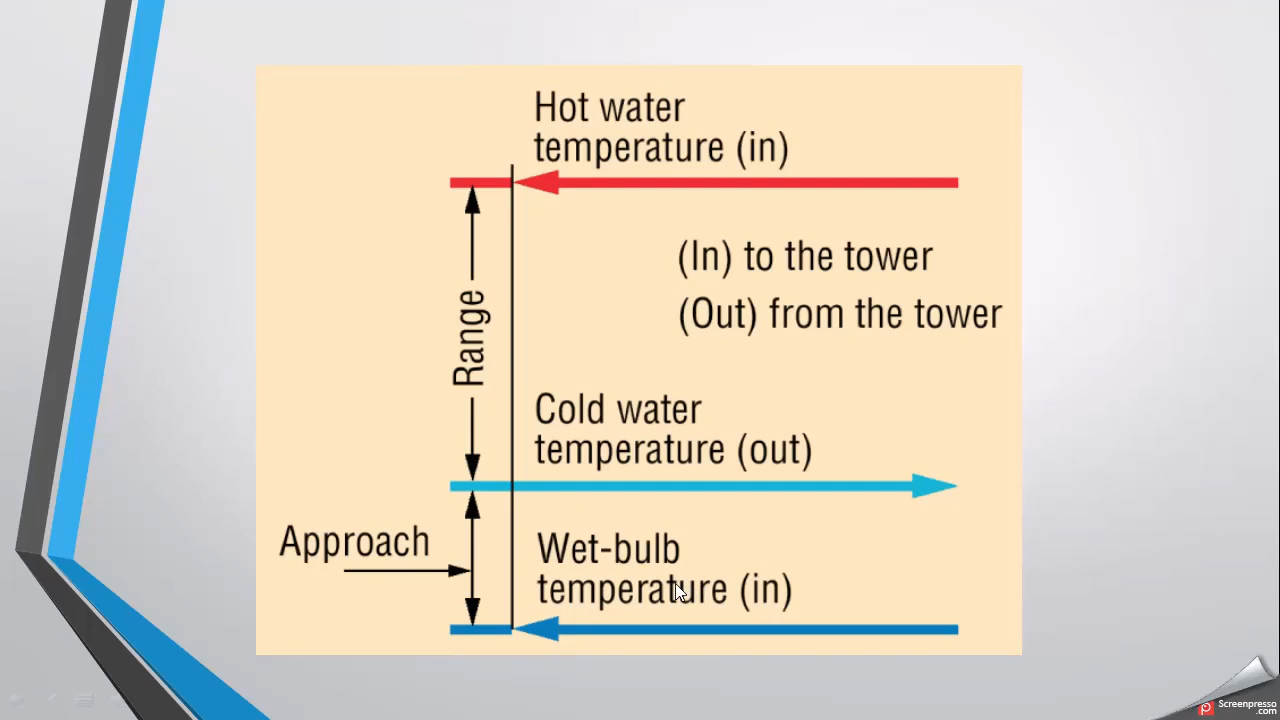 Hot water
temperature (in)
(In) to the tower
(Out) from the tower
Range
Cold water
temperature (out)
Approach
Wet-bulb
temperature (in)
Screenpresso
.com